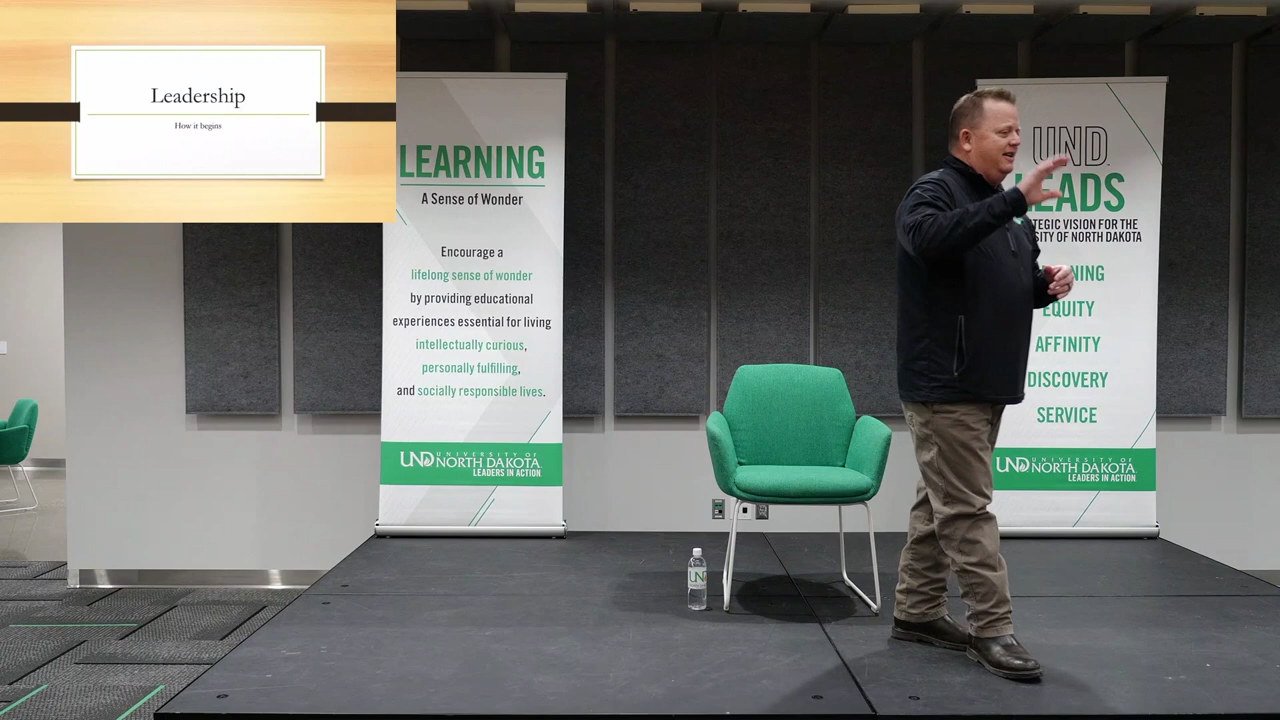 Leadership
How it begins
LEARNING
A Sense of Wonder
Encourage a
lifelong sense of wonder
by providing educational
experiences essential for living
intellectually curious,
personally fulfilling,
and socially responsible lives.
UND UNIVERSITY OF
NORTH DAKOTA
LEADERS IN ACTION
UND
LEADS
TEGIC VISION FOR THE
SITY OF NORTH DAKOTA
NING
EQUITY
AFFINITY
DISCOVERY
SERVICE
UND UNIVERSITY OF
NORTH DAKOTA
LEADERS IN ACTION
UND